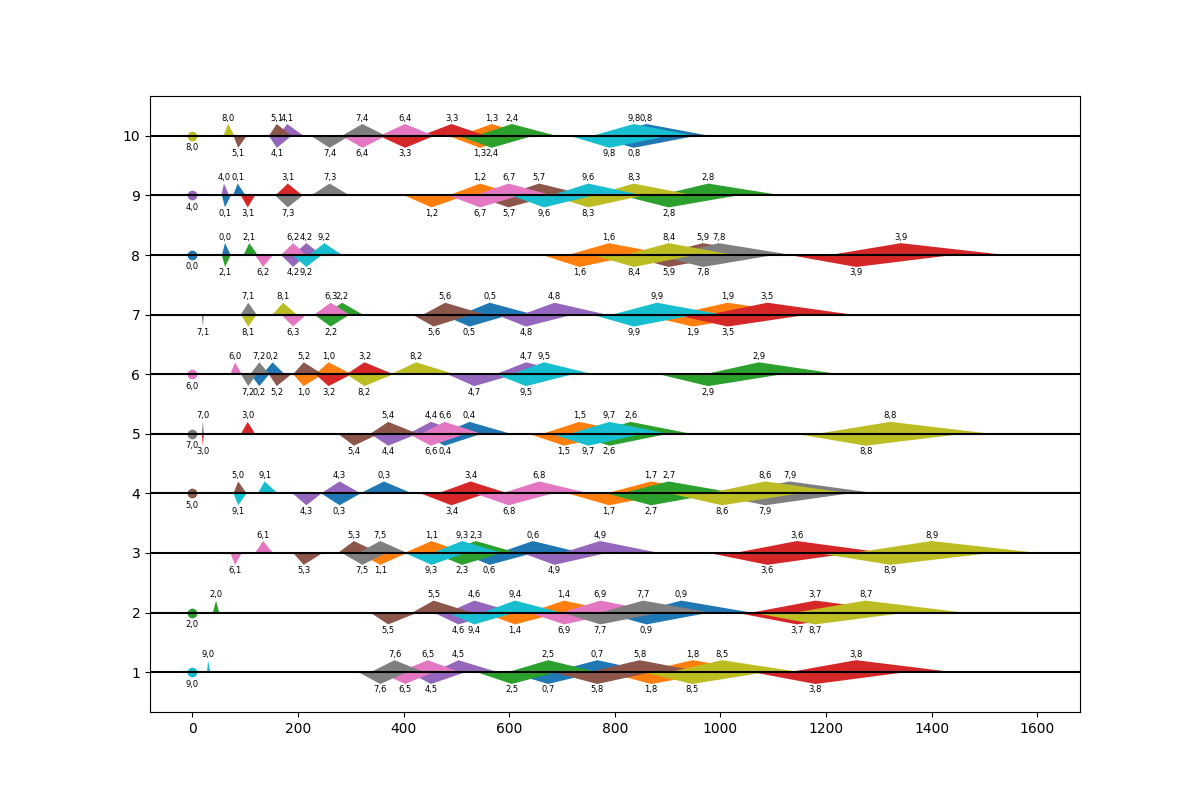 8,0 5,1 4,1 7,4 6,4 3,3 1,3 2,4 9,8 0,8
10
8,0 5,1 4,1 7,4 6,4 3,3 1,3 2,4 9,8 0,8
4,0 0,1 3,1 7,3 1,2 6,7 5,7 9,6 8,3 2,8
9
4,0 0,1 3,1 7,3 1,2 6,7 5,7 9,6 8,3 2,8
0,0 2,1 6,2 4,2 9,2 1,6 8,4 5,9 7,8 3,9
8
0,0 2,1 6,2 4,2 9,2 1,6 8,4 5,9 7,8 3,9
7,1 8,1 6,3 2,2 5,6 0,5 4,8 9,9 1,9 3,5
7
7,1 8,1 6,3 2,2 5,6 0,5 4,8 9,9 1,9 3,5
6,0 7,2 0,2 5,2 1,0 3,2 8,2 4,7 9,5 2,9
6
6,0 7,2 0,2 5,2 1,0 3,2 8,2 4,7 9,5 2,9
7,0 3,0 5,4 4,4 6,6 0,4 1,5 9,7 2,6 8,8
5
7,0 3,0 5,4 4,4 6,6 0,4 1,5 9,7 2,6 8,8
5,0 9,1 4,3 0,3 3,4 6,8 1,7 2,7 8,6 7,9
4
5,0 9,1 4,3 0,3 3,4 6,8 1,7 2,7 8,6 7,9
6,1 5,3 7,5 1,1 9,3 2,3 0,6 4,9 3,6 8,9
3
6,1 5,3 7,5 1,1 9,3 2,3 0,6 4,9 3,6 8,9
2,0 5,5 4,6 9,4 1,4 6,9 7,7 0,9 3,7 8,7
2
2,0 5,5 4,6 9,4 1,4 6,9 7,7 0,9 3,7 8,7
9,0 7,6 6,5 4,5 2,5 0,7 5,8 1,8 8,5 3,8
1
9,0 7,6 6,5 4,5 2,5 0,7 5,8 1,8 8,5 3,8
0 200 400 600 800 1000 1200 1400 1600